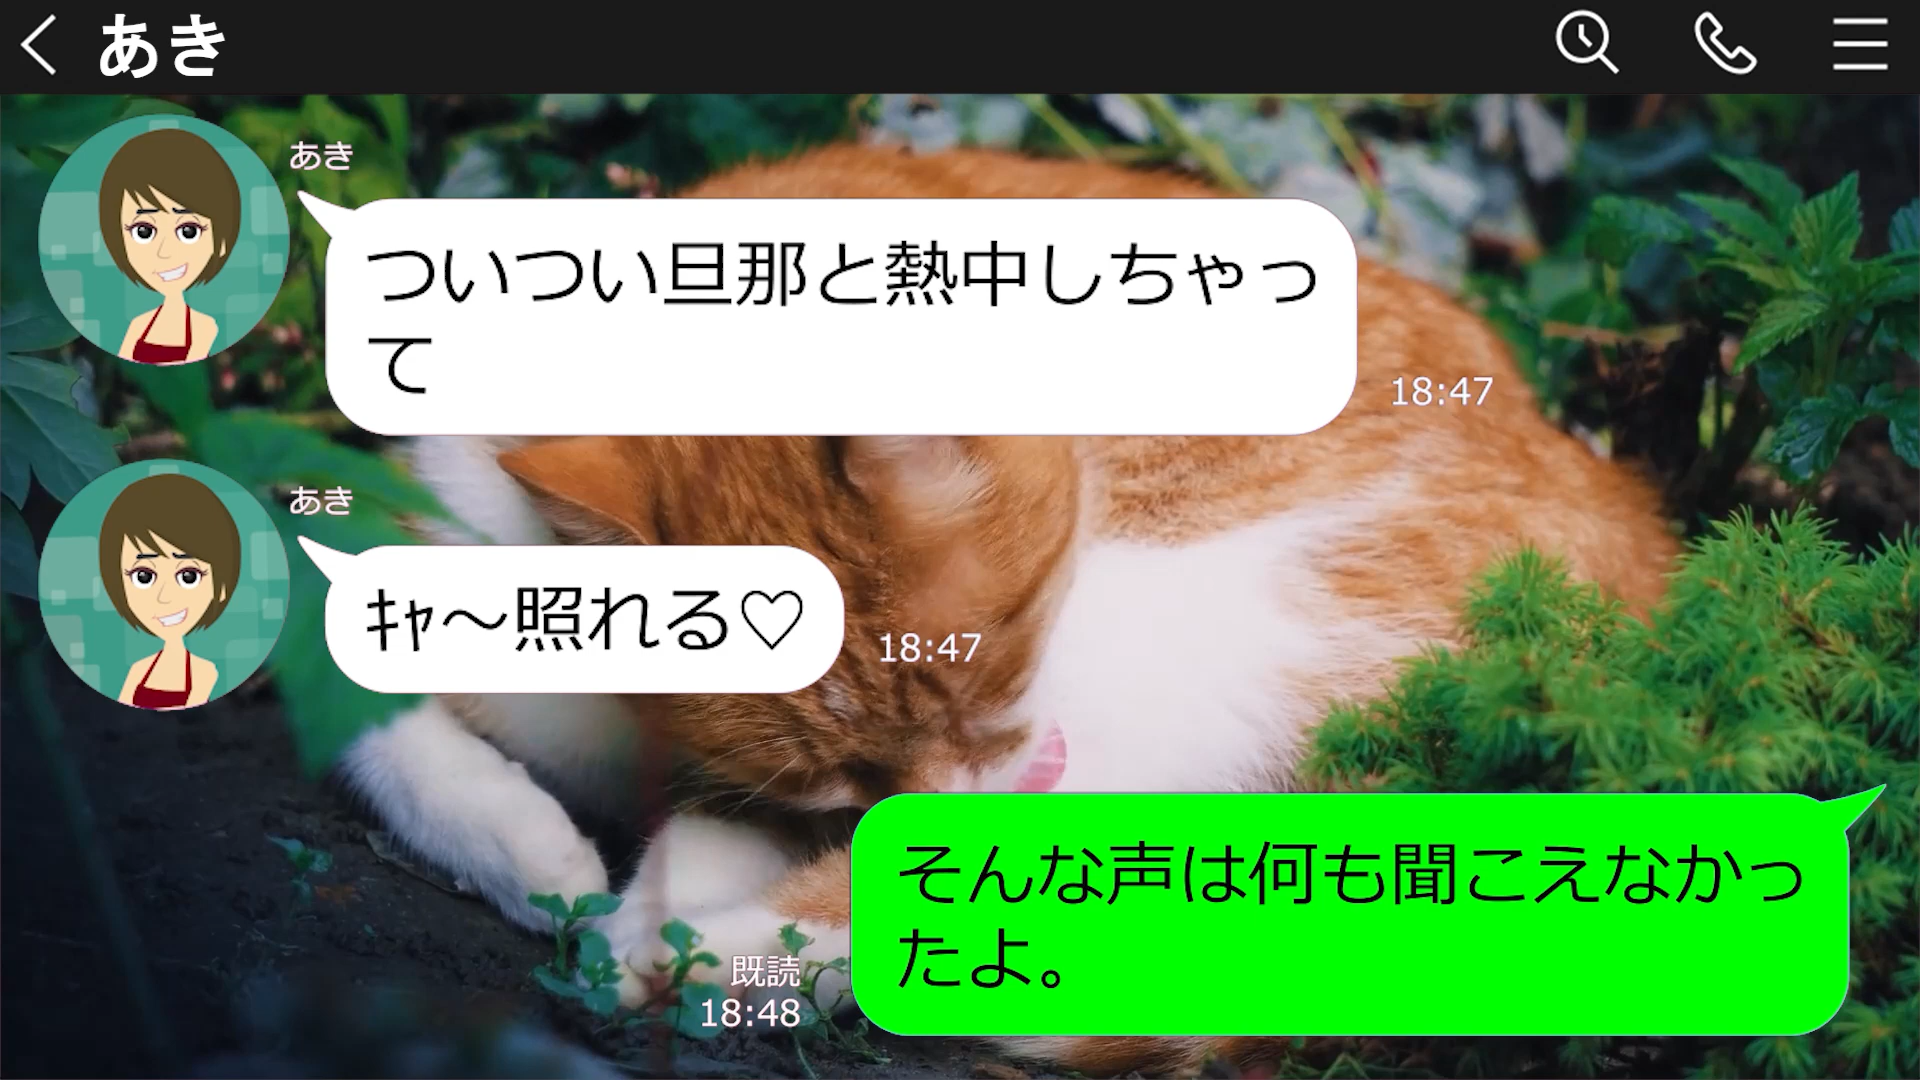 あき
あき
ついつい旦那と熱中しちゃっ
て
18:47
あき
ｷｬ〜照れる♡
18:47
そんな声は何も聞こえなかっ
たよ。
既読
18:48